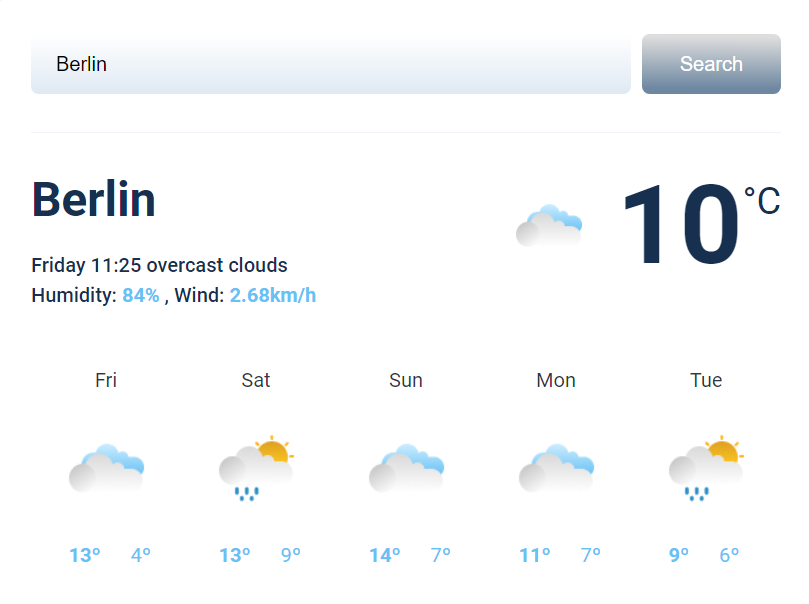 Berlin
Search
Berlin
10 °C
Friday 11:25 overcast clouds
Humidity: 84% , Wind: 2.68km/h
Fri Sat Sun Mon Tue
13° 4° 13° 9° 14° 7° 11° 7° 9° 6°